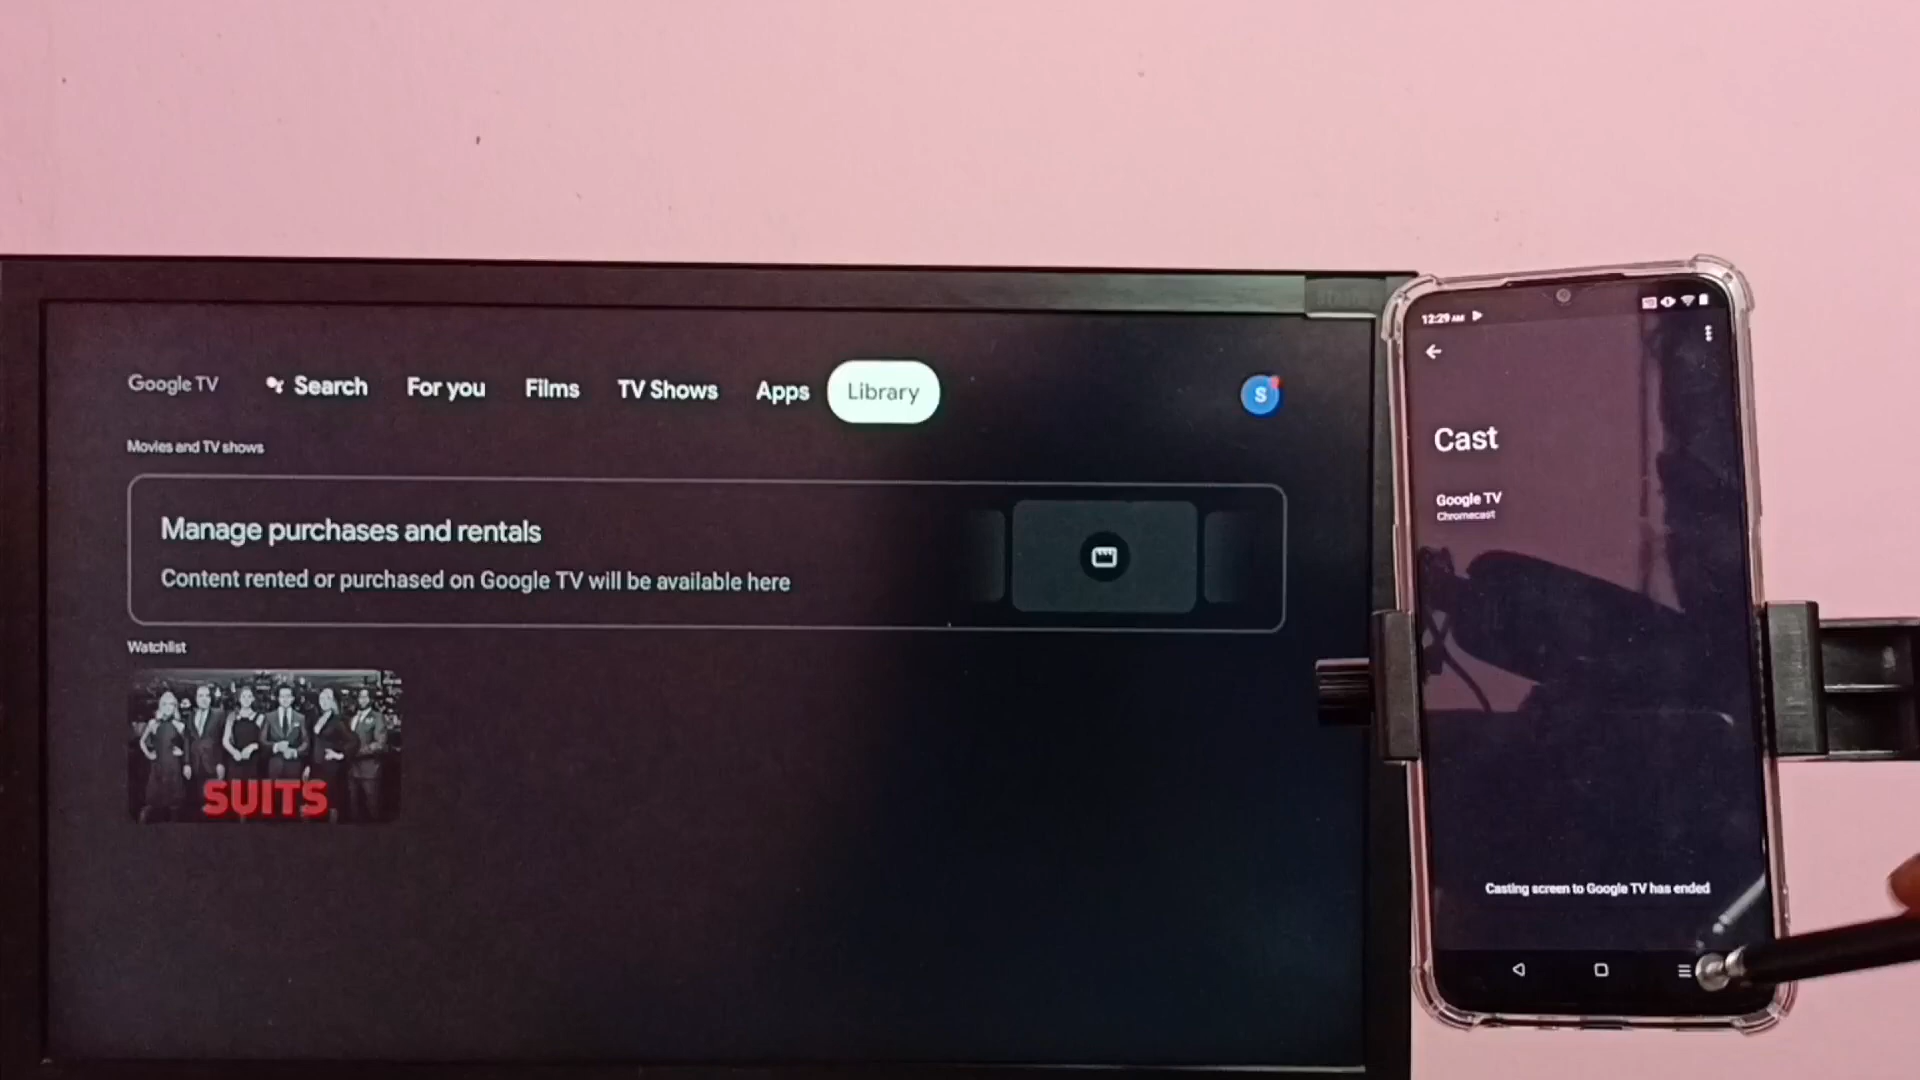 Google TV
Search
For you
Films
TV Shows
Apps
Library
S
Movies and TV shows
Manage purchases and rentals
Content rented or purchased on Google TV will be available here
Watchlist
SUITS
12:29 AM
Cast
Google TV
Chromecast
Casting screen to Google TV has ended